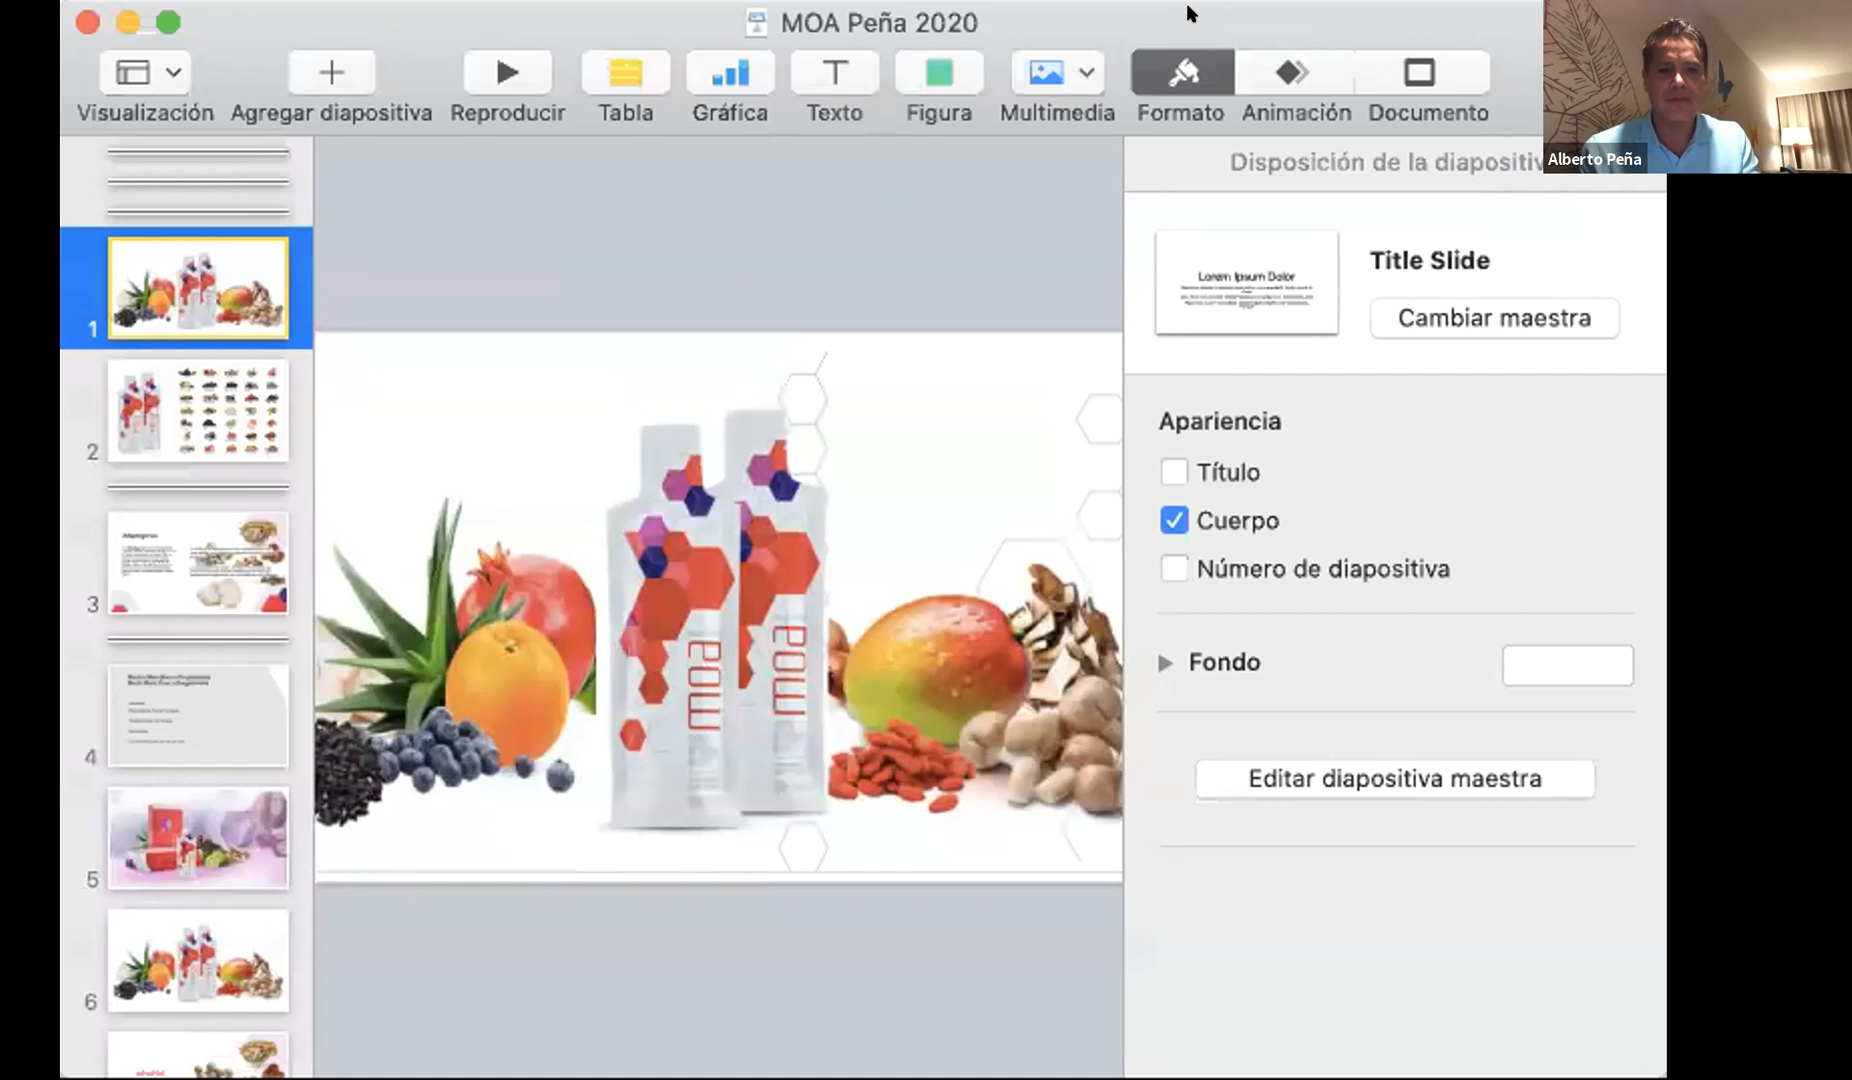 MOA Peña 2020
Visualización
Agregar diapositiva
Reproducir
Tabla
Gráfica
Texto
Figura
Multimedia
Formato
Animación
Documento
Alberto Peña
Disposición de la
Title Slide
Lorem Ipsum Dolor
Cambiar maestra
Apariencia
Título
Cuerpo
Número de diapositiva
Fondo
Editar diapositiva maestra
moa
moa
1
2
3
4
5
6